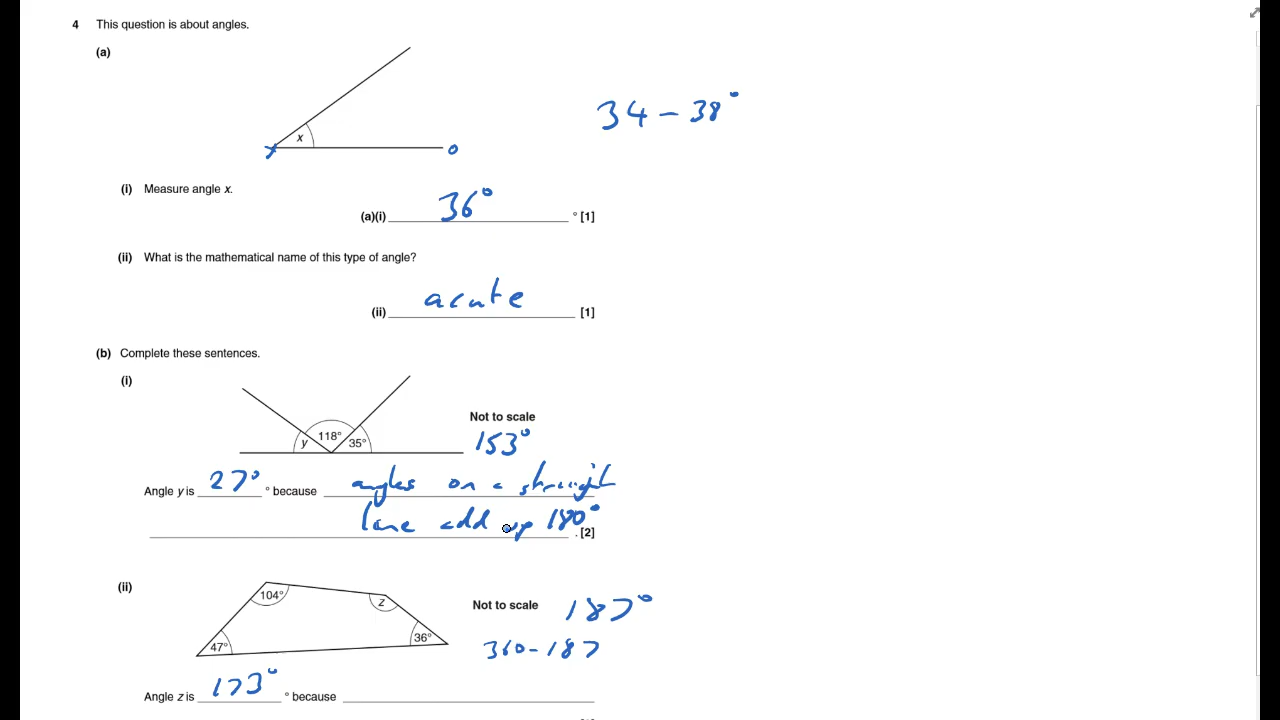 4 This question is about angles.
(a)
x
34 - 38°
(i) Measure angle x.
36°
(a)(i) ° [1]
(ii) What is the mathematical name of this type of angle?
acute
(ii) [1]
(b) Complete these sentences.
(i)
Not to scale
y 118° 35°
153°
Angle y is 27° ° because angles on a straight
line add up 180° . [2]
(ii)
104° z
Not to scale 187°
47° 36°
360-187
Angle z is 173° ° because